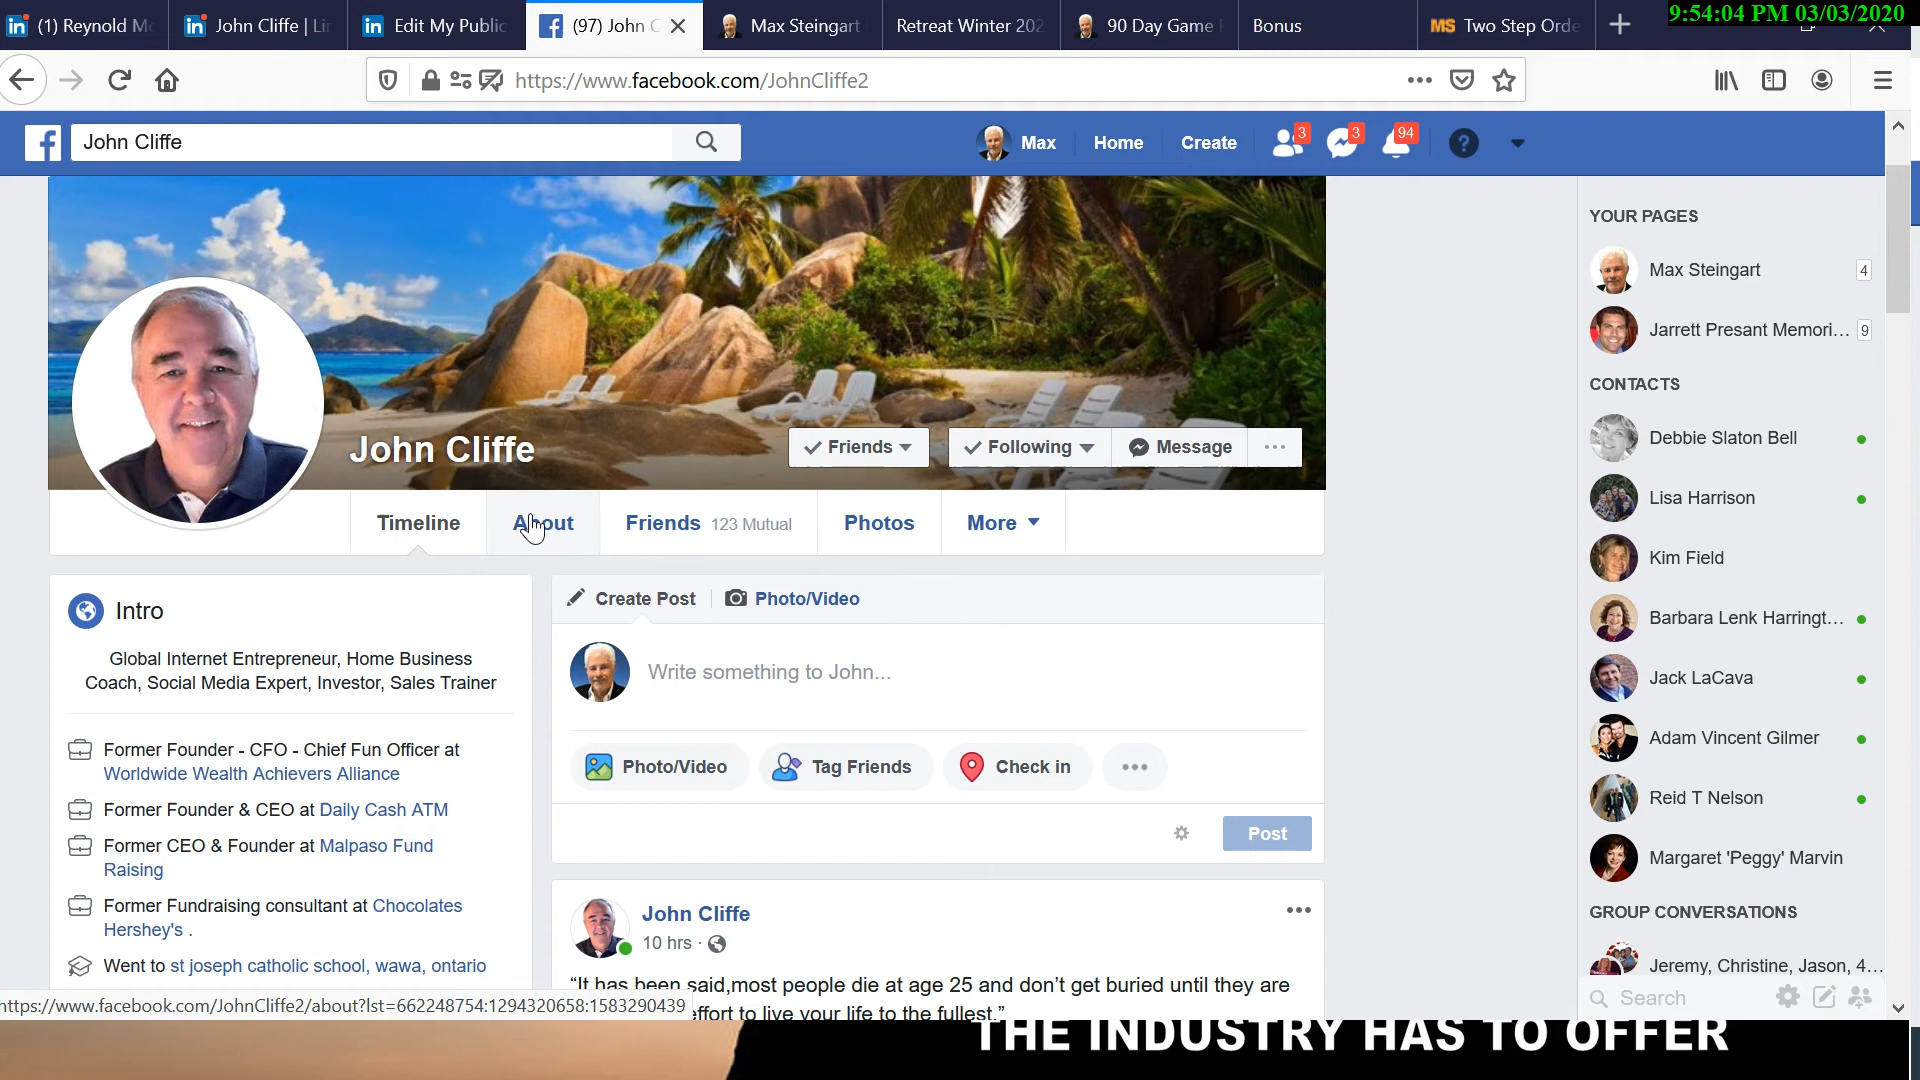 9:54:04 PM 03/03/2020
(1) Reynold M
John Cliffe | Li
Edit My Public
(97) John C
Max Steingart
Retreat Winter 202
90 Day Game
Bonus
MS Two Step Orde
https://www.facebook.com/JohnCliffe2
John Cliffe
Max
Home
Create
3
3
94
John Cliffe
Friends
Following
Message
Timeline
About
Friends 123 Mutual
Photos
More
Intro
Global Internet Entrepreneur, Home Business
Coach, Social Media Expert, Investor, Sales Trainer
Former Founder - CFO - Chief Fun Officer at
Worldwide Wealth Achievers Alliance
Former Founder & CEO at Daily Cash ATM
Former CEO & Founder at Malpaso Fund
Raising
Former Fundraising consultant at Chocolates
Hershey's .
Went to st joseph catholic school, wawa, ontario
https://www.facebook.com/JohnCliffe2/about?lst=662248754:1294320658:1583290439
Create Post
Photo/Video
Write something to John...
Photo/Video
Tag Friends
Check in
Post
John Cliffe
10 hrs ·
“It has been said,most people die at age 25 and don’t get buried until they are
effort to live your life to the fullest.”
YOUR PAGES
Max Steingart 4
Jarrett Presant Memori... 9
CONTACTS
Debbie Slaton Bell
Lisa Harrison
Kim Field
Barbara Lenk Harringt...
Jack LaCava
Adam Vincent Gilmer
Reid T Nelson
Margaret 'Peggy' Marvin
GROUP CONVERSATIONS
Jeremy, Christine, Jason, 4...
Search
THE INDUSTRY HAS TO OFFER